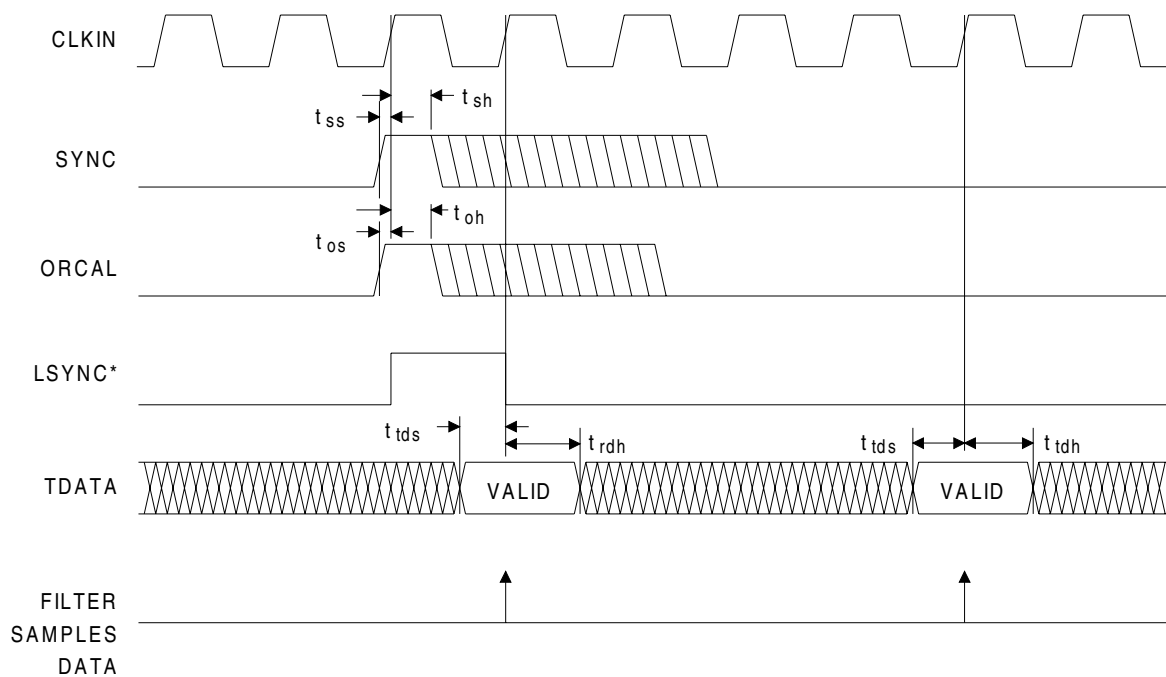 CLKIN
t sh
t ss
SYNC
t oh
t os
ORCAL
LSYNC*
t tds
t rdh
t tds
t tdh
TDATA
VALID
VALID
FILTER
SAMPLES
DATA